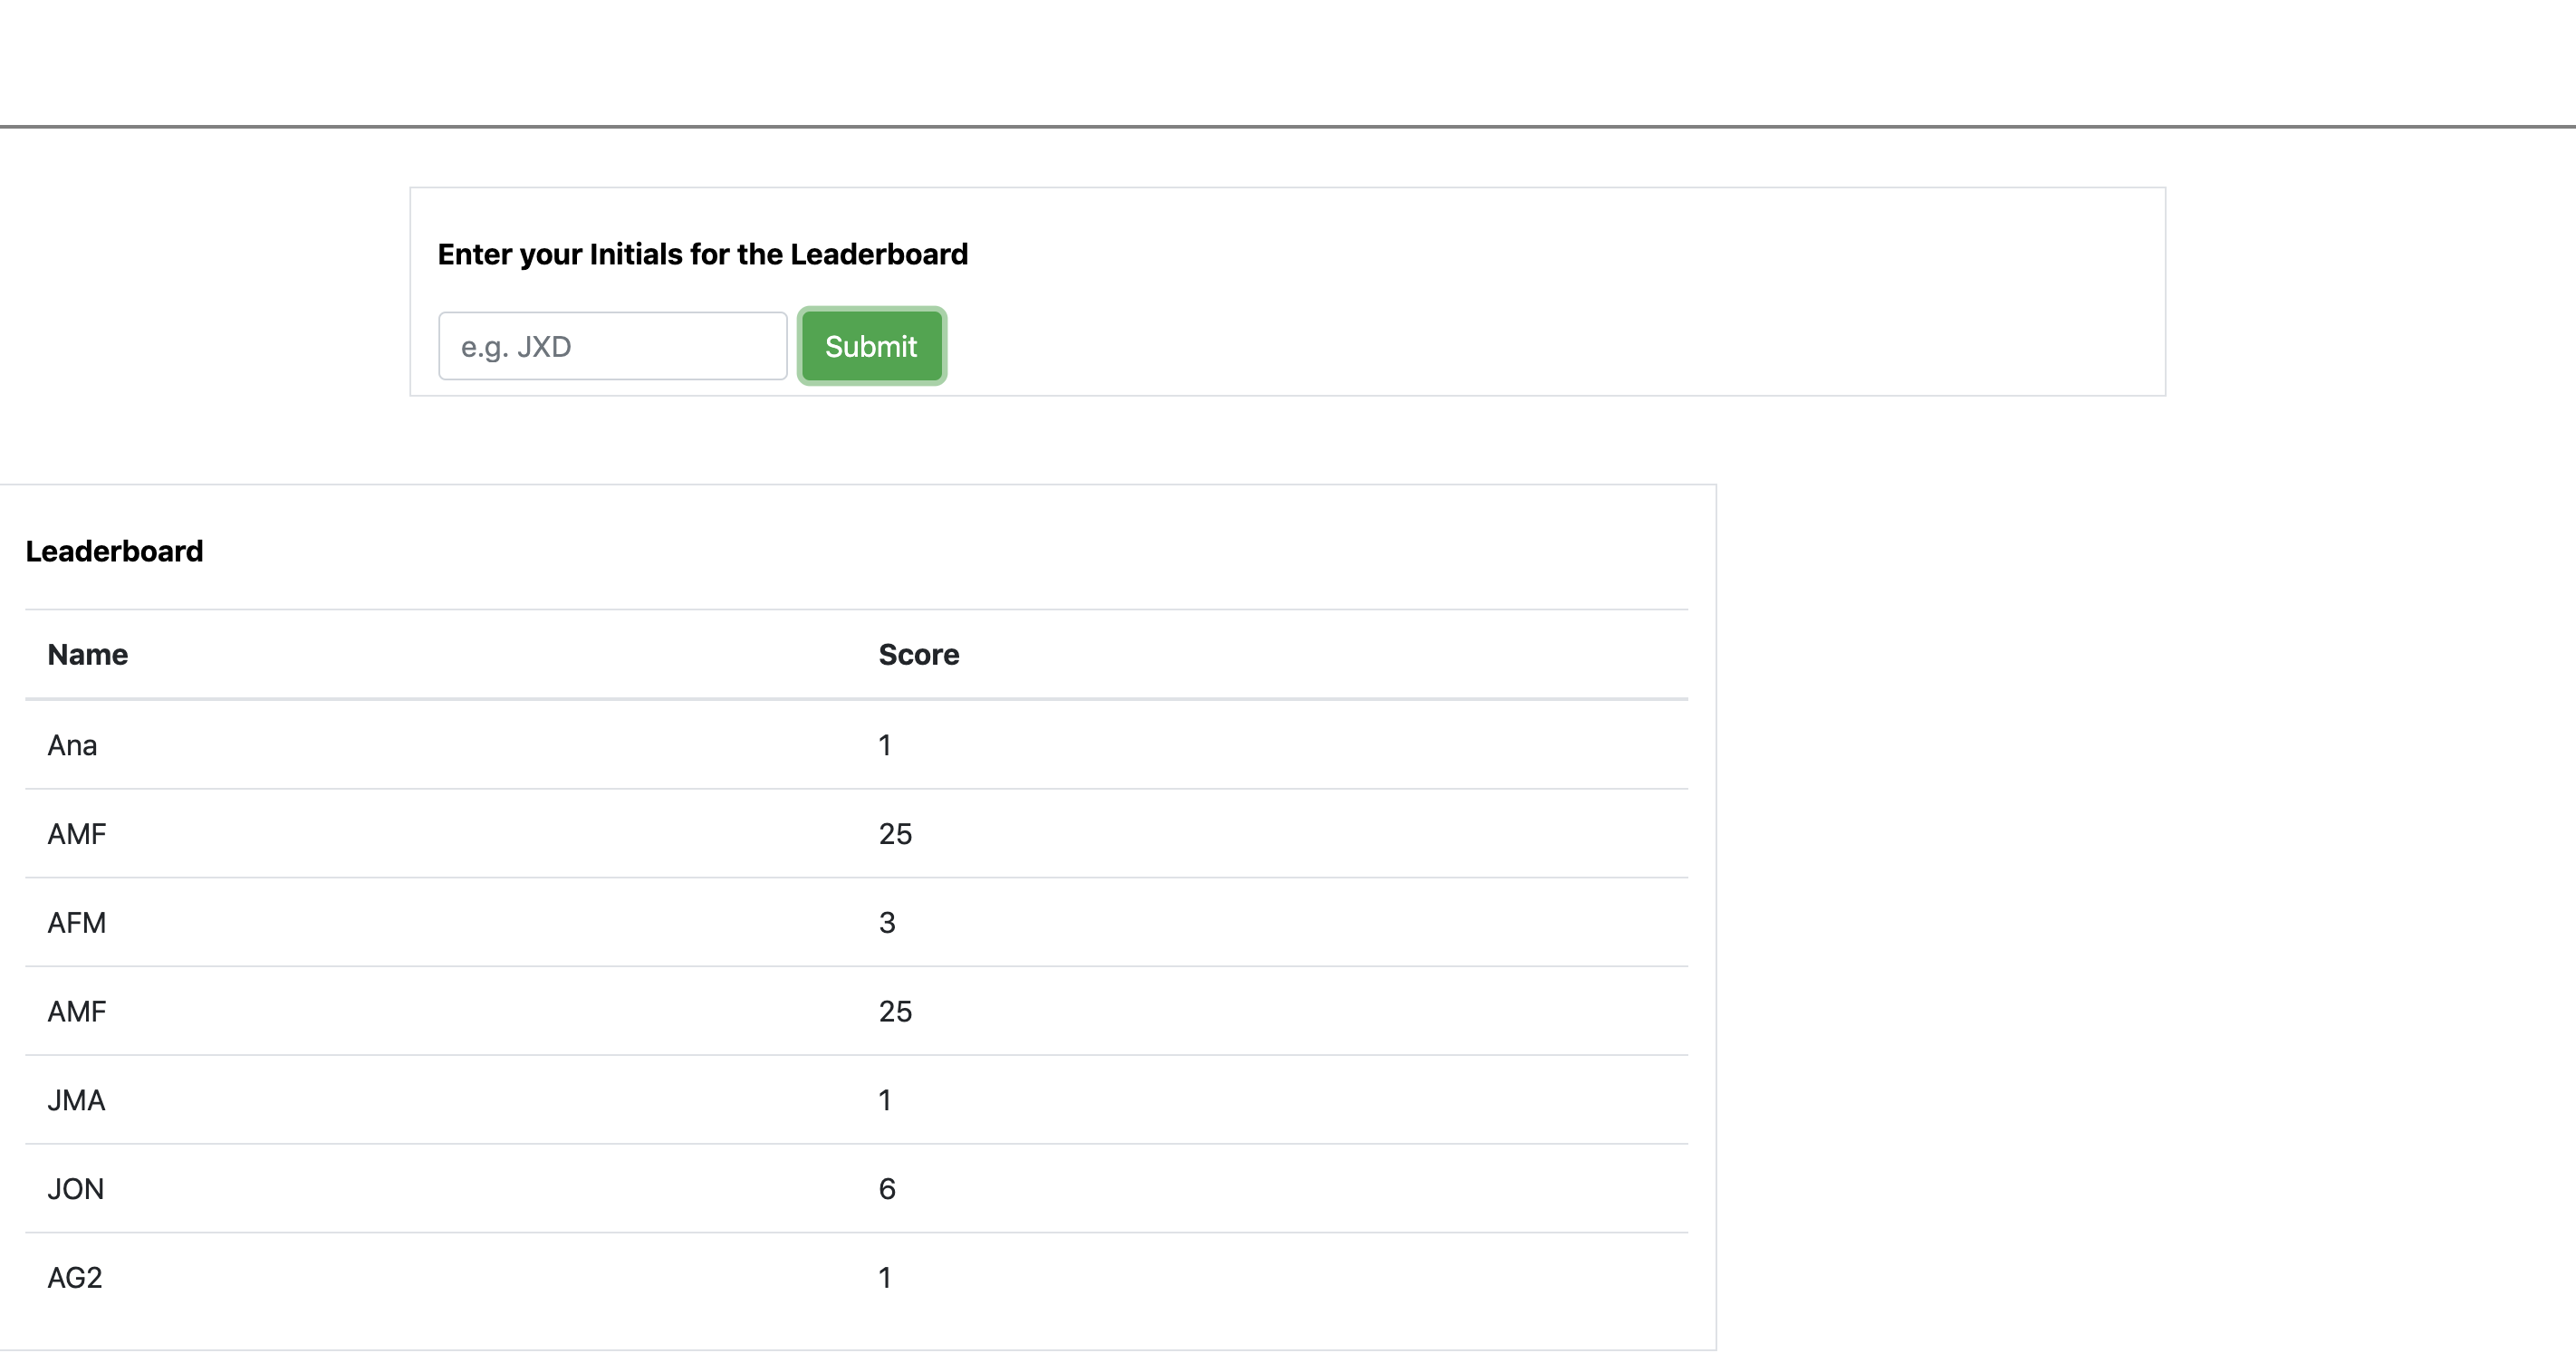 Enter your Initials for the Leaderboard
e.g. JXD Submit
Leaderboard
Name Score
Ana 1
AMF 25
AFM 3
AMF 25
JMA 1
JON 6
AG2 1